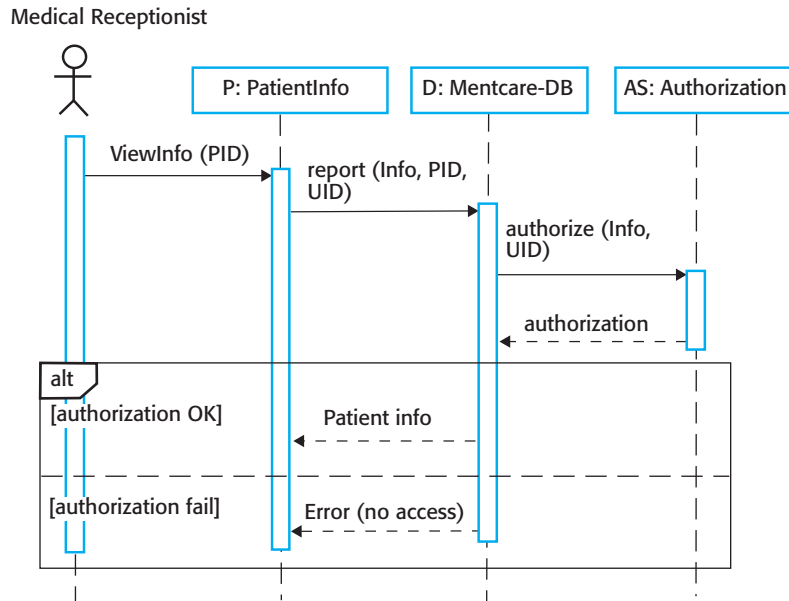 Medical Receptionist
P: PatientInfo
D: Mentcare-DB
AS: Authorization
ViewInfo (PID)
report (Info, PID,
UID)
authorize (Info,
UID)
authorization
alt
[authorization OK]
Patient info
[authorization fail]
Error (no access)